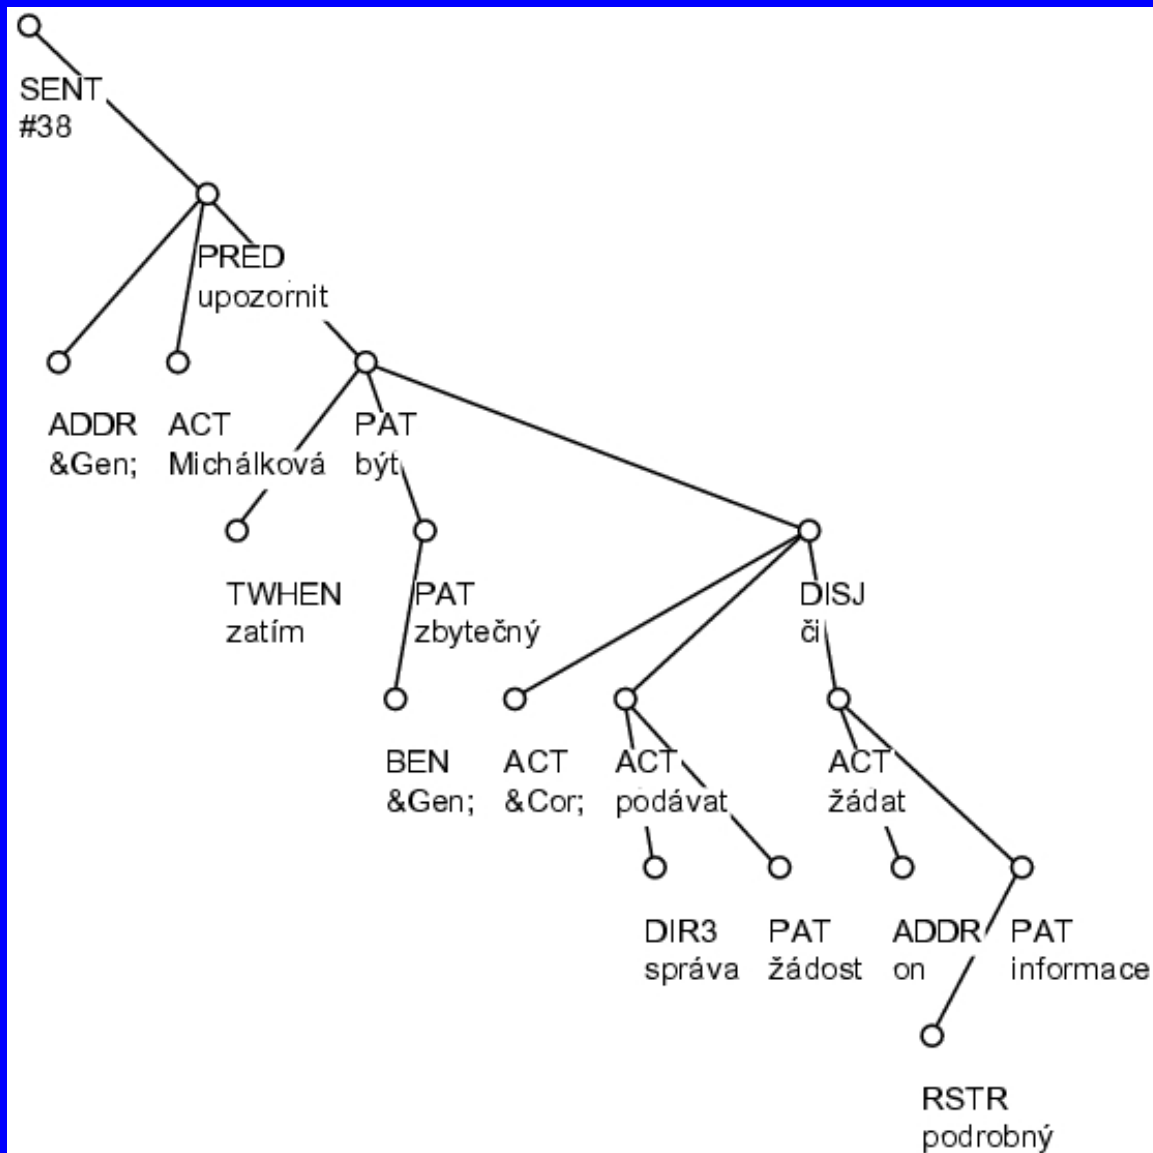 SENT
#38
PRED
upozornit
ADDR
&Gen;
ACT
Michálková
PAT
být
TWHEN
zatím
PAT
zbytečný
DISJ
či
BEN
&Gen;
ACT
&Cor;
ACT
podávat
ACT
žádat
DIR3
správa
PAT
žádost
ADDR
on
PAT
informace
RSTR
podrobný